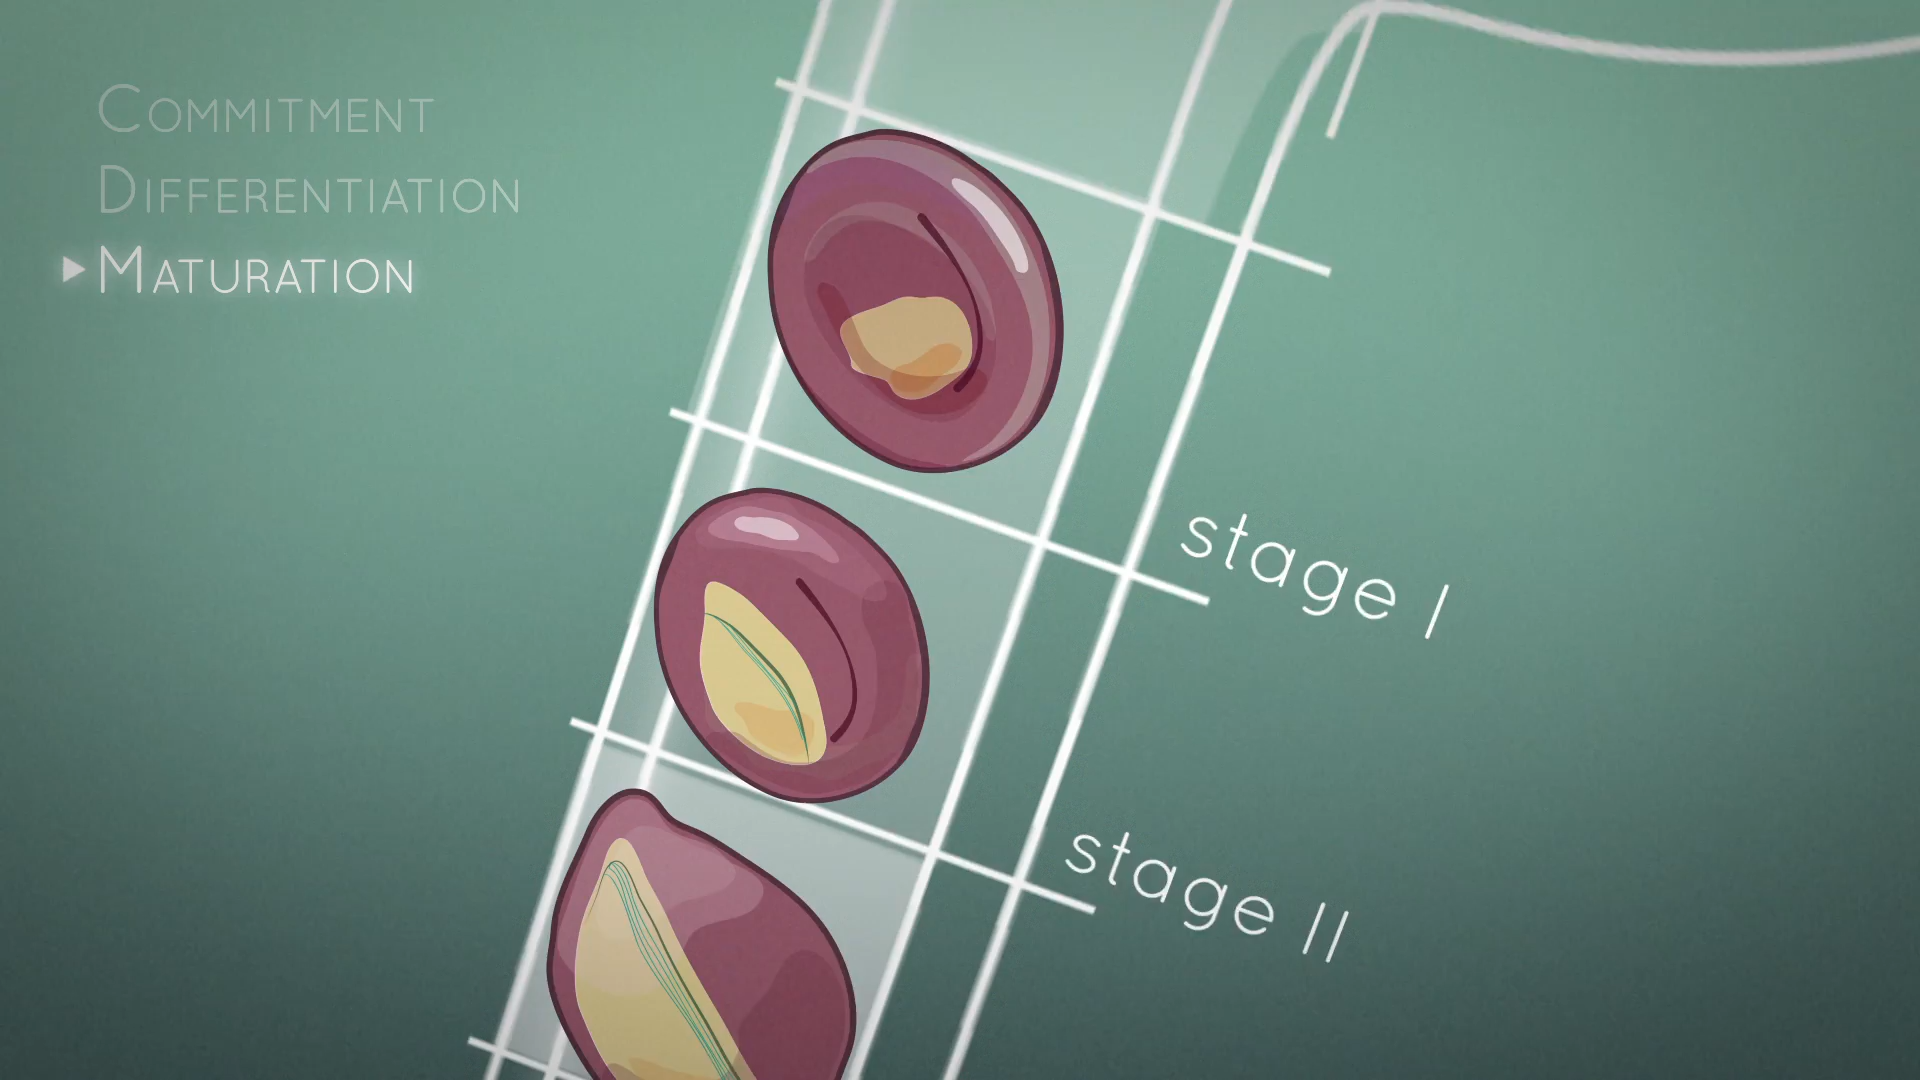 Commitment
Differentiation
Maturation
stage I
stage II